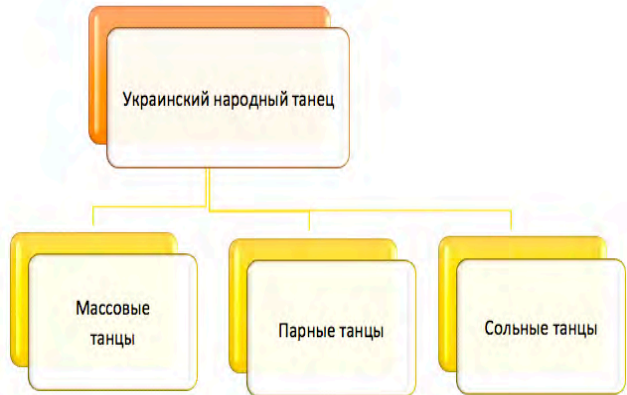 Украинский народный танец
Массовые
танцы
Парные танцы
Сольные танцы